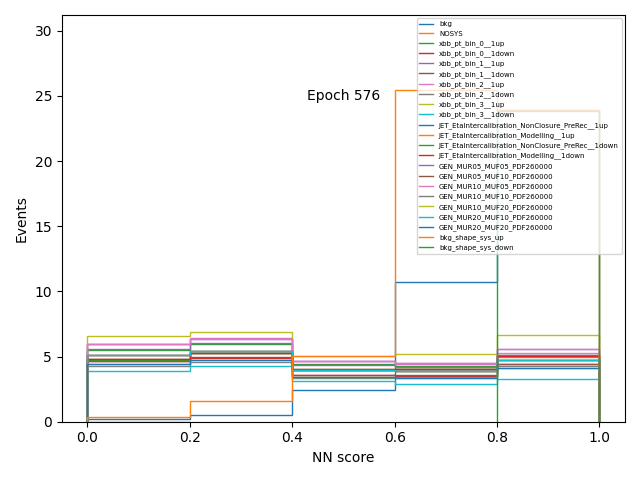 bkg
NOSYS
xbb_pt_bin_0__1up
xbb_pt_bin_0__1down
xbb_pt_bin_1__1up
xbb_pt_bin_1__1down
xbb_pt_bin_2__1up
xbb_pt_bin_2__1down
xbb_pt_bin_3__1up
xbb_pt_bin_3__1down
JET_EtaIntercalibration_NonClosure_PreRec__1up
JET_EtaIntercalibration_Modelling__1up
JET_EtaIntercalibration_NonClosure_PreRec__1down
JET_EtaIntercalibration_Modelling__1down
GEN_MUR05_MUF05_PDF260000
GEN_MUR05_MUF10_PDF260000
GEN_MUR10_MUF05_PDF260000
GEN_MUR10_MUF10_PDF260000
GEN_MUR10_MUF20_PDF260000
GEN_MUR20_MUF10_PDF260000
GEN_MUR20_MUF20_PDF260000
bkg_shape_sys_up
bkg_shape_sys_down
Epoch 576
30
25
20
15
10
5
0
Events
0.0 0.2 0.4 0.6 0.8 1.0
NN score